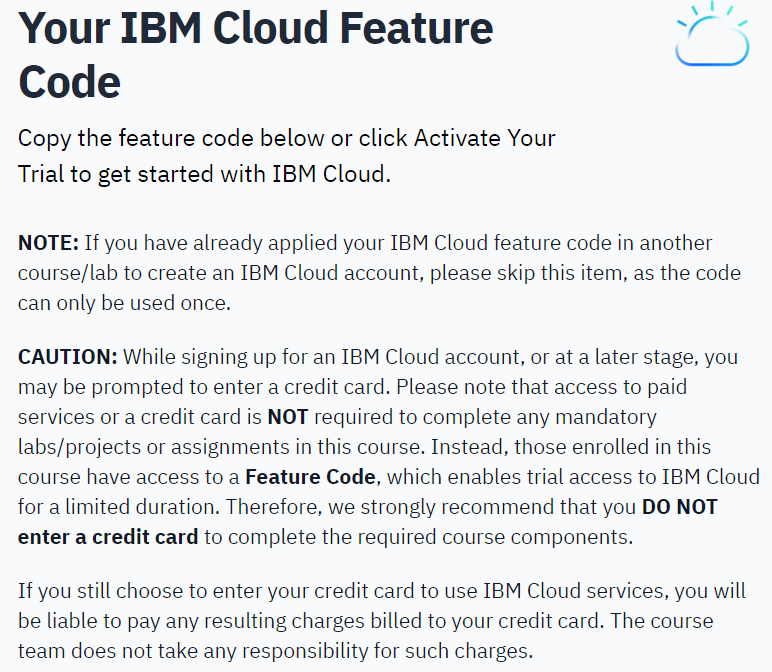 Your IBM Cloud Feature
Code
Copy the feature code below or click Activate Your
Trial to get started with IBM Cloud.
NOTE: If you have already applied your IBM Cloud feature code in another
course/lab to create an IBM Cloud account, please skip this item, as the code
can only be used once.
CAUTION: While signing up for an IBM Cloud account, or at a later stage, you
may be prompted to enter a credit card. Please note that access to paid
services or a credit card is NOT required to complete any mandatory
labs/projects or assignments in this course. Instead, those enrolled in this
course have access to a Feature Code, which enables trial access to IBM Cloud
for a limited duration. Therefore, we strongly recommend that you DO NOT
enter a credit card to complete the required course components.
If you still choose to enter your credit card to use IBM Cloud services, you will
be liable to pay any resulting charges billed to your credit card. The course
team does not take any responsibility for such charges.